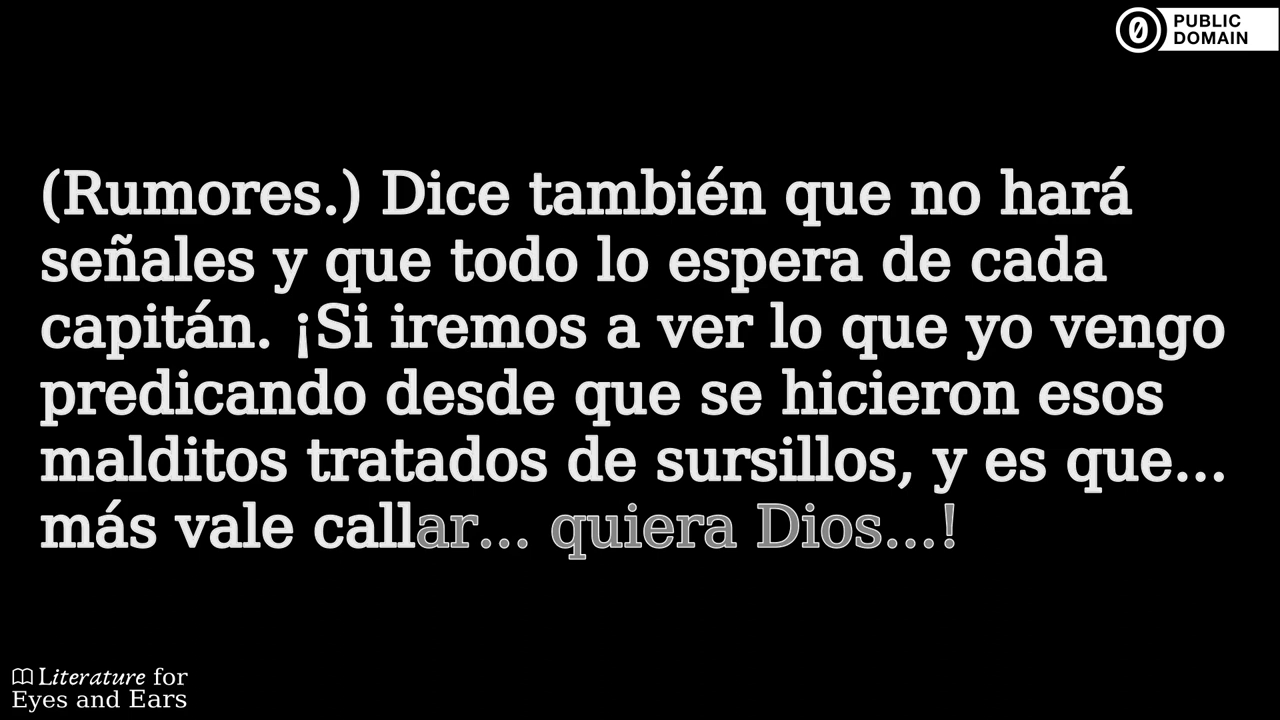 PUBLIC
DOMAIN
(Rumores.) Dice también que no hará
señales y que todo lo espera de cada
capitán. ¡Si iremos a ver lo que yo vengo
predicando desde que se hicieron esos
malditos tratados de sursillos, y es que...
más vale callar... quiera Dios...!
Literature for
Eyes and Ears